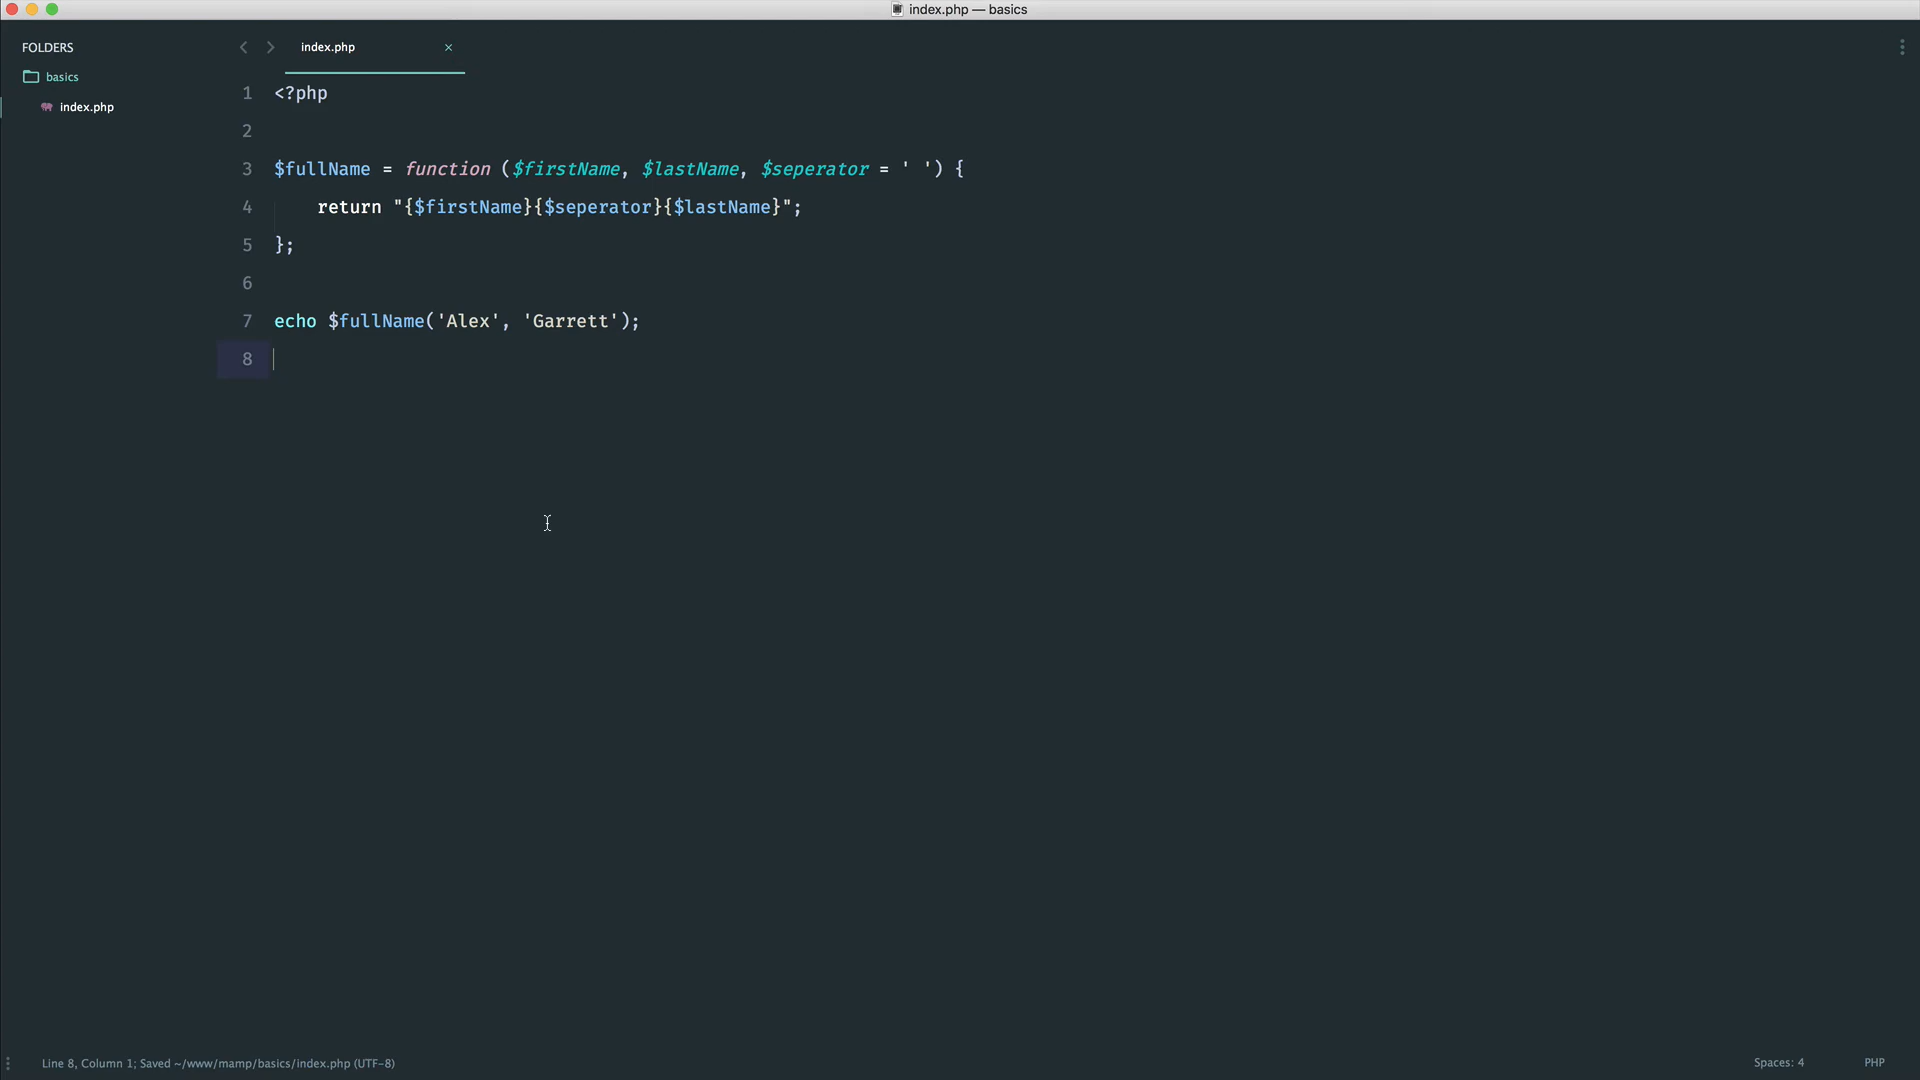 index.php — basics
FOLDERS
basics
index.php
index.php ×
1 <?php
2
3 $fullName = function ($firstName, $lastName, $seperator = ' ') {
4     return "{$firstName}{$seperator}{$lastName}";
5 };
6
7 echo $fullName('Alex', 'Garrett');
8
Line 8, Column 1; Saved ~/www/mamp/basics/index.php (UTF-8)
Spaces: 4
PHP